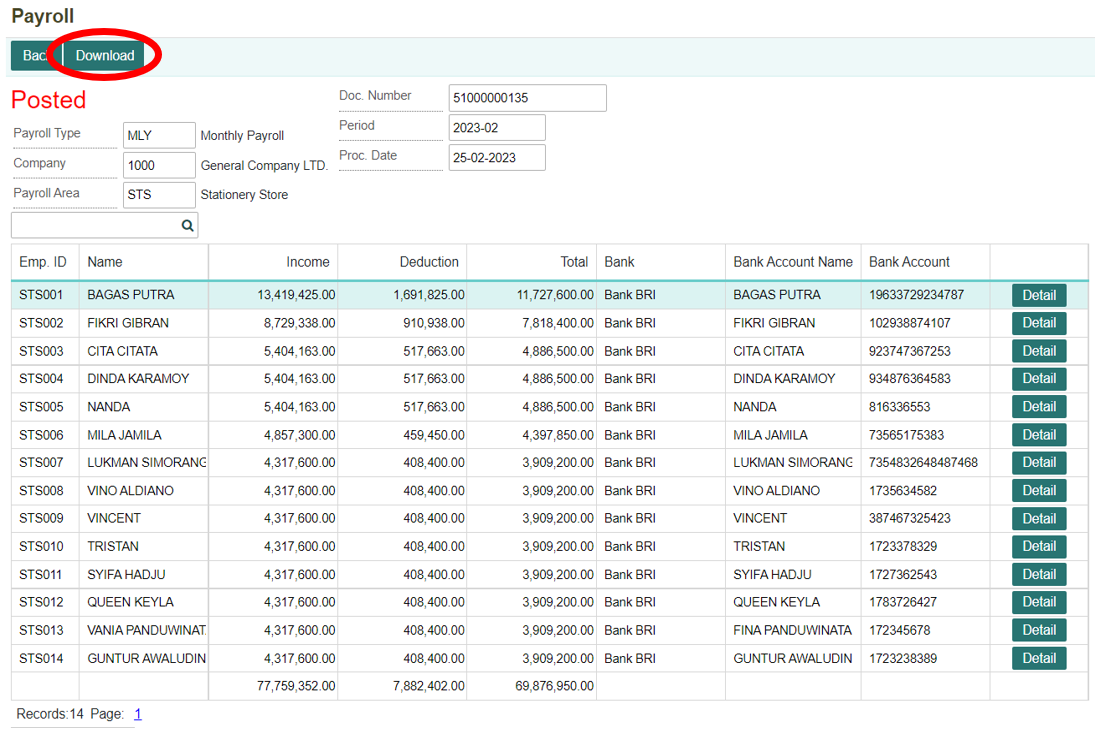 Payroll
Back Download
Posted
Doc. Number 51000000135
Period 2023-02
Proc. Date 25-02-2023
Payroll Type MLY Monthly Payroll
Company 1000 General Company LTD.
Payroll Area STS Stationery Store
Emp. ID Name Income Deduction Total Bank Bank Account Name Bank Account
STS001 BAGAS PUTRA 13,419,425.00 1,691,825.00 11,727,600.00 Bank BRI BAGAS PUTRA 19633729234787 Detail
STS002 FIKRI GIBRAN 8,729,338.00 910,938.00 7,818,400.00 Bank BRI FIKRI GIBRAN 102938874107 Detail
STS003 CITA CITATA 5,404,163.00 517,663.00 4,886,500.00 Bank BRI CITA CITATA 923747367253 Detail
STS004 DINDA KARAMOY 5,404,163.00 517,663.00 4,886,500.00 Bank BRI DINDA KARAMOY 934876364583 Detail
STS005 NANDA 5,404,163.00 517,663.00 4,886,500.00 Bank BRI NANDA 816336553 Detail
STS006 MILA JAMILA 4,857,300.00 459,450.00 4,397,850.00 Bank BRI MILA JAMILA 73565175383 Detail
STS007 LUKMAN SIMORANG 4,317,600.00 408,400.00 3,909,200.00 Bank BRI LUKMAN SIMORANG 7354832648487468 Detail
STS008 VINO ALDIANO 4,317,600.00 408,400.00 3,909,200.00 Bank BRI VINO ALDIANO 1735634582 Detail
STS009 VINCENT 4,317,600.00 408,400.00 3,909,200.00 Bank BRI VINCENT 387467325423 Detail
STS010 TRISTAN 4,317,600.00 408,400.00 3,909,200.00 Bank BRI TRISTAN 1723378329 Detail
STS011 SYIFA HADJU 4,317,600.00 408,400.00 3,909,200.00 Bank BRI SYIFA HADJU 1727362543 Detail
STS012 QUEEN KEYLA 4,317,600.00 408,400.00 3,909,200.00 Bank BRI QUEEN KEYLA 1783726427 Detail
STS013 VANIA PANDUWINAT 4,317,600.00 408,400.00 3,909,200.00 Bank BRI FINA PANDUWINATA 172345678 Detail
STS014 GUNTUR AWALUDIN 4,317,600.00 408,400.00 3,909,200.00 Bank BRI GUNTUR AWALUDIN 1723238389 Detail
77,759,352.00 7,882,402.00 69,876,950.00
Records:14 Page: 1